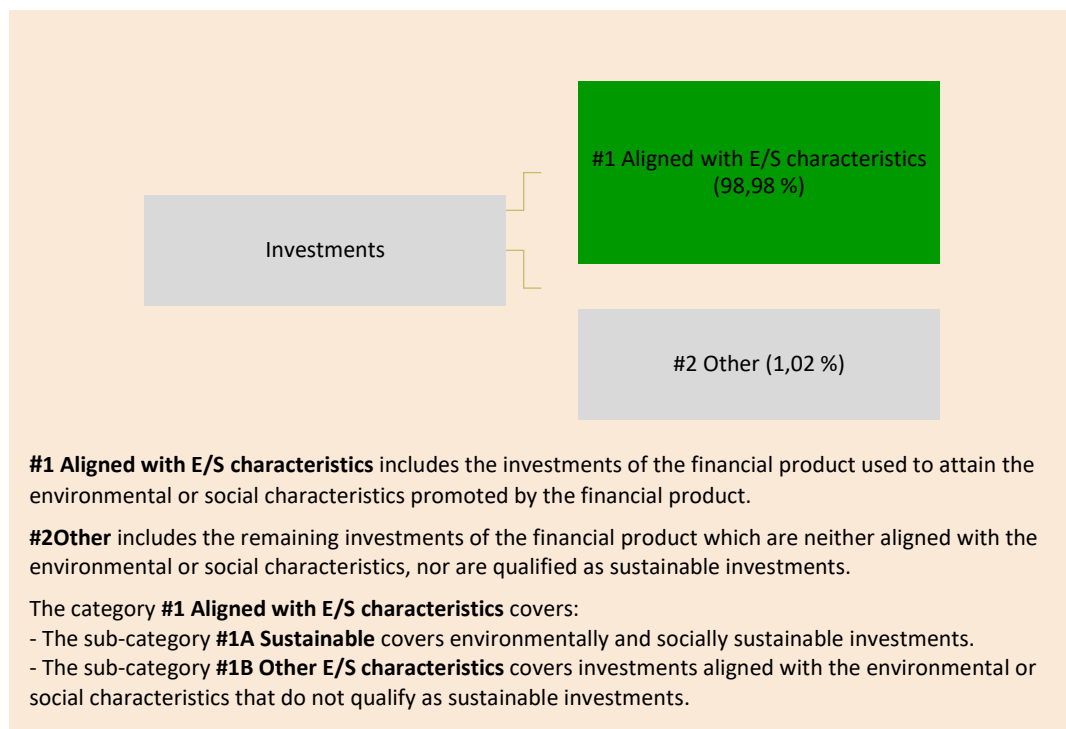 #1 Aligned with E/S characteristics
(98,98 %)
Investments
#2 Other (1,02 %)
#1 Aligned with E/S characteristics includes the investments of the financial product used to attain the
environmental or social characteristics promoted by the financial product.
#2Other includes the remaining investments of the financial product which are neither aligned with the
environmental or social characteristics, nor are qualified as sustainable investments.
The category #1 Aligned with E/S characteristics covers:
- The sub-category #1A Sustainable covers environmentally and socially sustainable investments.
- The sub-category #1B Other E/S characteristics covers investments aligned with the environmental or
social characteristics that do not qualify as sustainable investments.